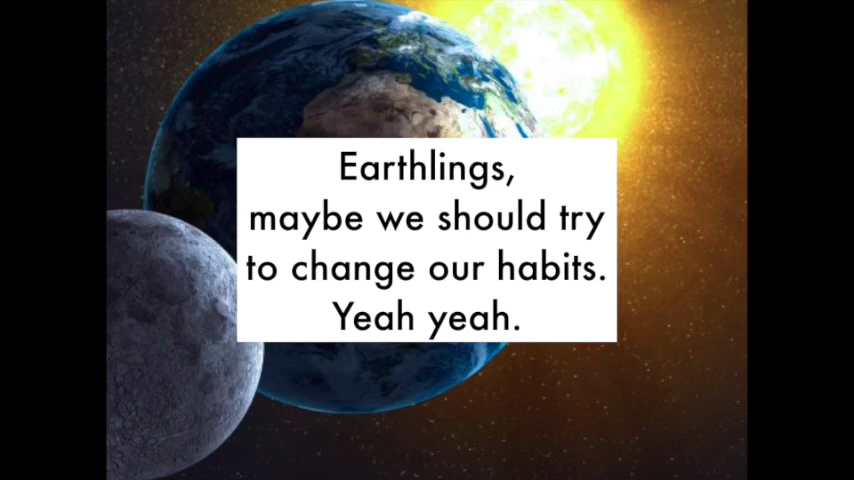 Earthlings,
maybe we should try
to change our habits.
Yeah yeah.